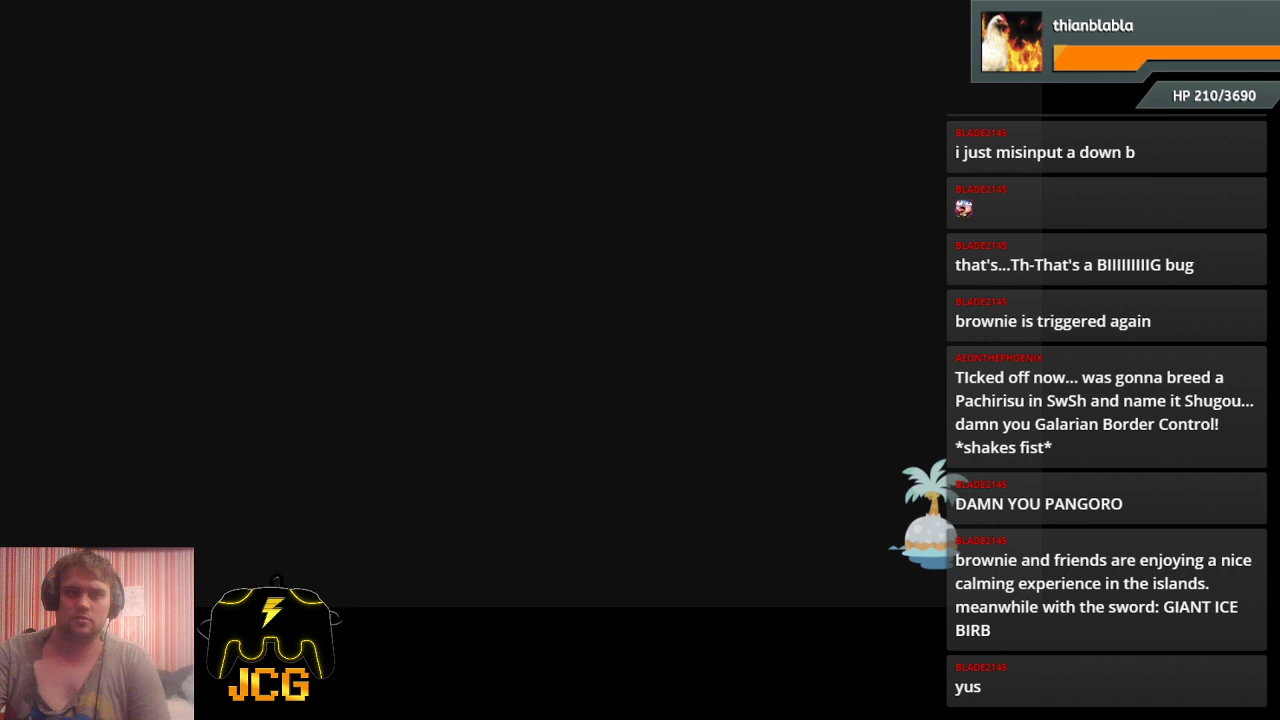 thianblabla
HP 210/3690
BLADE2145
i just misinput a down b
BLADE2145
BLADE2145
that's...Th-That's a BIIIIIIIIIG bug
BLADE2145
brownie is triggered again
AEONTHEPHOENIX
TIcked off now... was gonna breed a
Pachirisu in SwSh and name it Shugou...
damn you Galarian Border Control!
*shakes fist*
BLADE2145
DAMN YOU PANGORO
BLADE2145
brownie and friends are enjoying a nice
calming experience in the islands.
meanwhile with the sword: GIANT ICE
BIRB
BLADE2145
yus
JCG